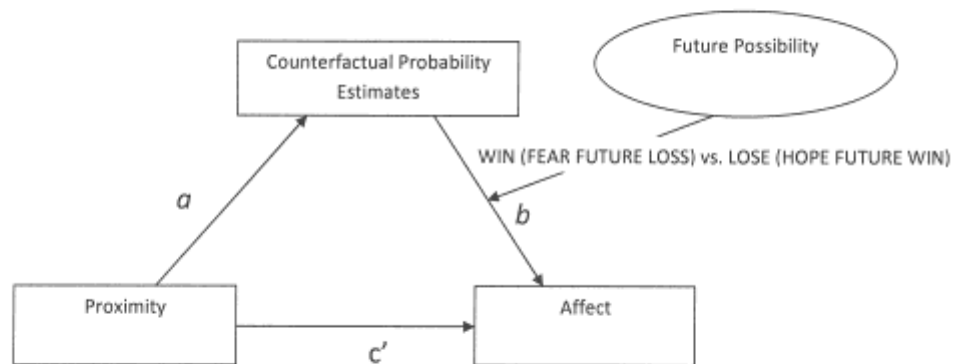 Counterfactual Probability
Estimates
Future Possibility
WIN (FEAR FUTURE LOSS) vs. LOSE (HOPE FUTURE WIN)
a
b
Proximity
Affect
c'